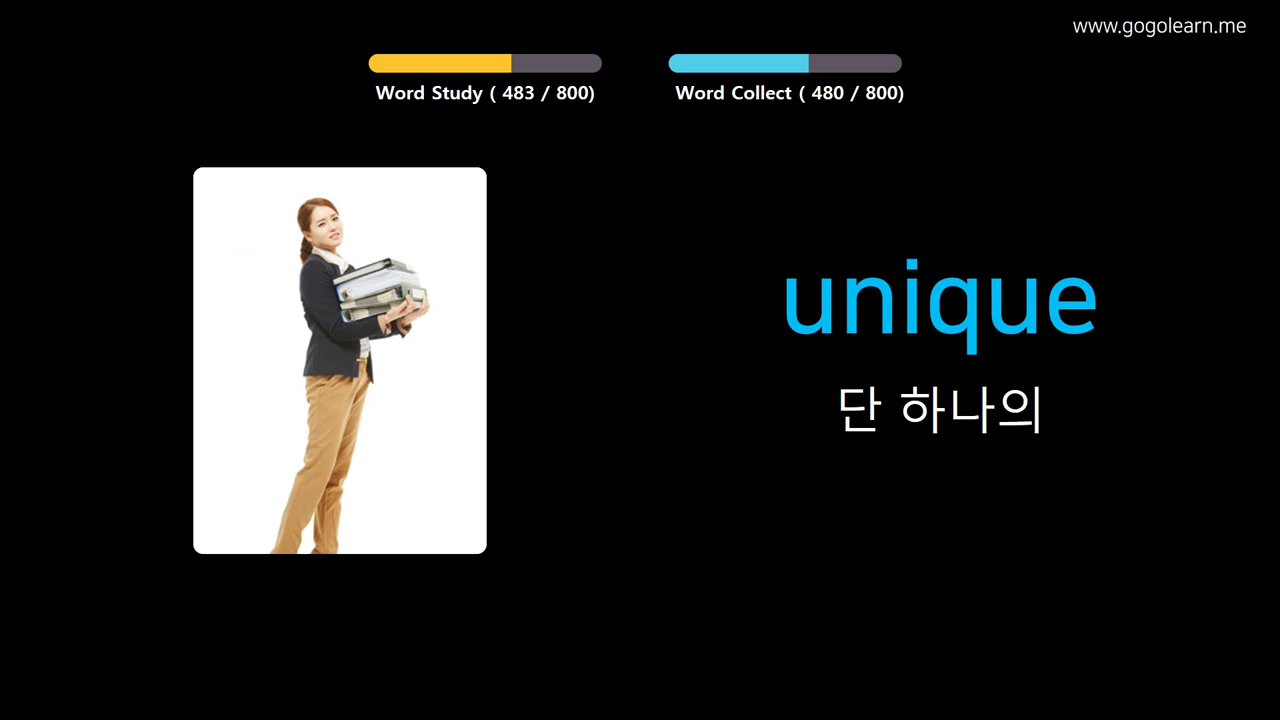 www.gogolearn.me
Word Study ( 483 / 800)
Word Collect ( 480 / 800)
unique
단 하나의